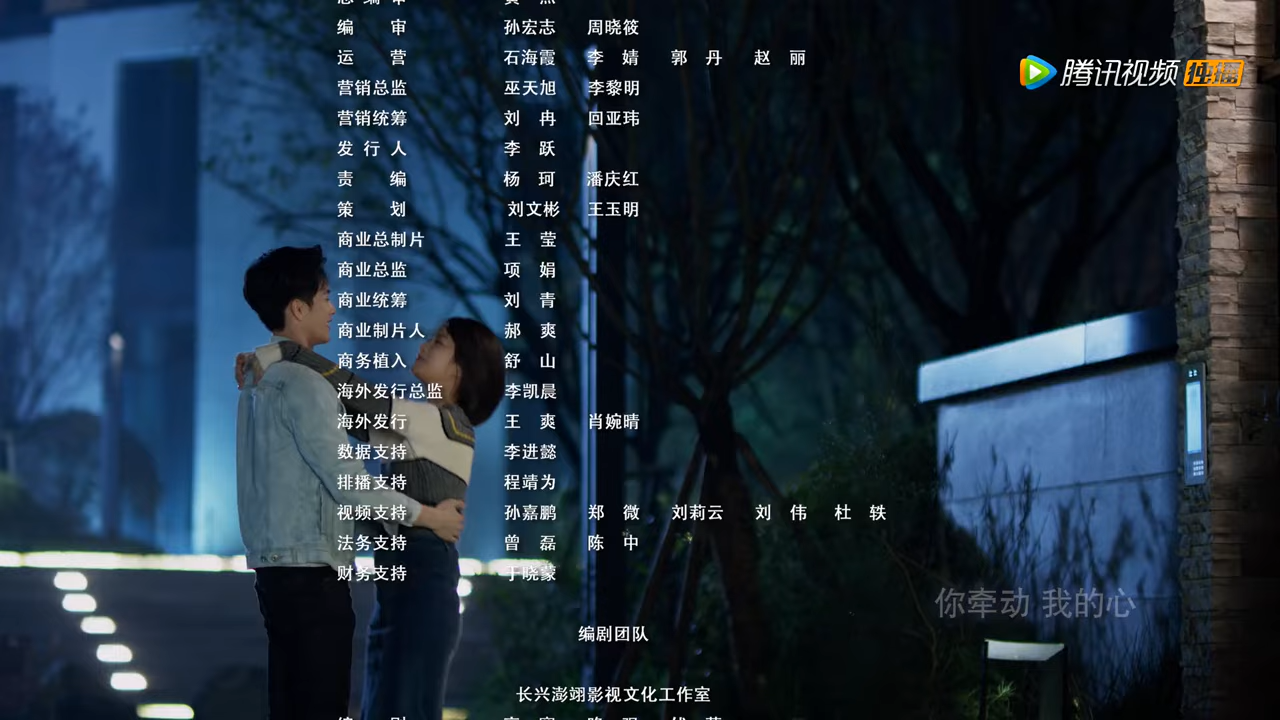 编 审 孙宏志 周晓筱
运 营 石海霞 李 婧 郭 丹 赵 丽
腾讯视频 独播
营销总监 巫天旭 李黎明
营销统筹 刘 冉 回亚玮
发 行 人 李 跃
责 编 杨 珂 潘庆红
策 划 刘文彬 王玉明
商业总制片 王 莹
商业总监 项 娟
商业统筹 刘 青
商业制片人 郝 爽
商务植入 舒 山
海外发行总监 李凯晨
海外发行 王 爽 肖婉晴
数据支持 李进懿
排播支持 程靖为
视频支持 孙嘉鹏 郑 微 刘莉云 刘 伟 杜 轶
法务支持 曾 磊 陈 中
财务支持 于晓蒙
你牵动 我的心
编剧团队
长兴澎翊影视文化工作室